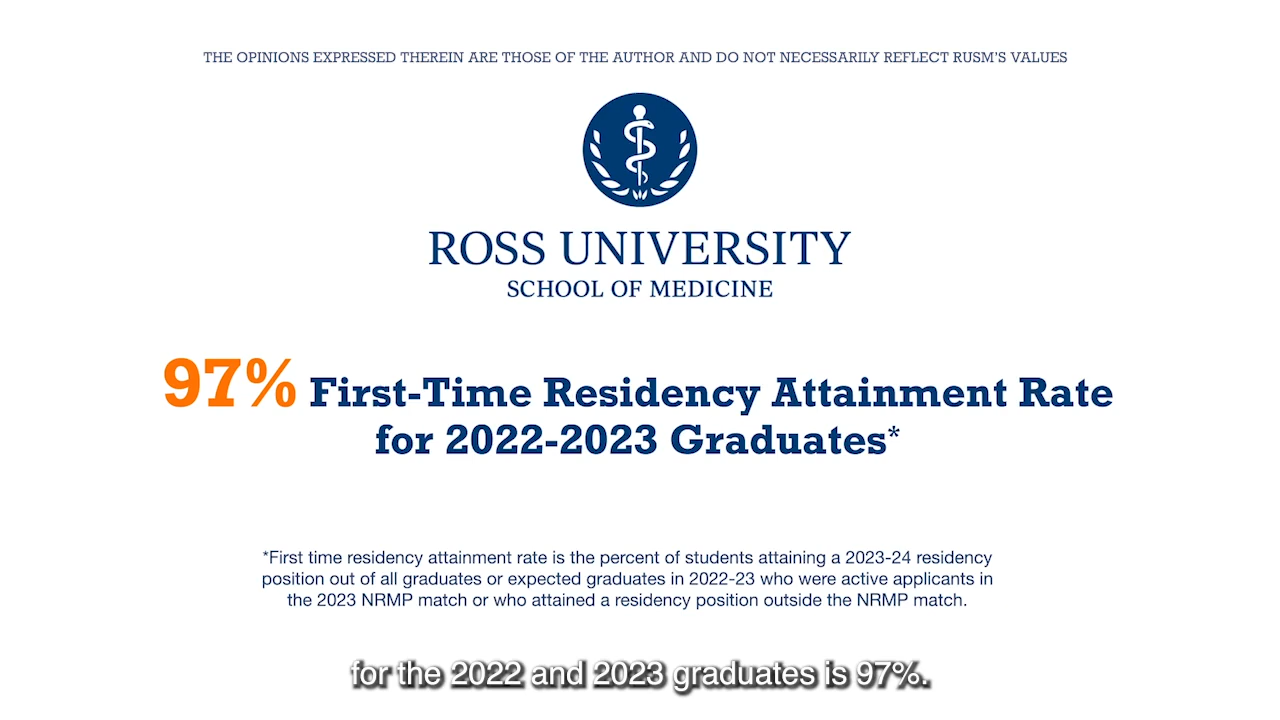 THE OPINIONS EXPRESSED THEREIN ARE THOSE OF THE AUTHOR AND DO NOT NECESSARILY REFLECT RUSM'S VALUES
ROSS UNIVERSITY
SCHOOL OF MEDICINE
97% First-Time Residency Attainment Rate
for 2022-2023 Graduates*
*First time residency attainment rate is the percent of students attaining a 2023-24 residency
position out of all graduates or expected graduates in 2022-23 who were active applicants in
the 2023 NRMP match or who attained a residency position outside the NRMP match.
for the 2022 and 2023 graduates is 97%.